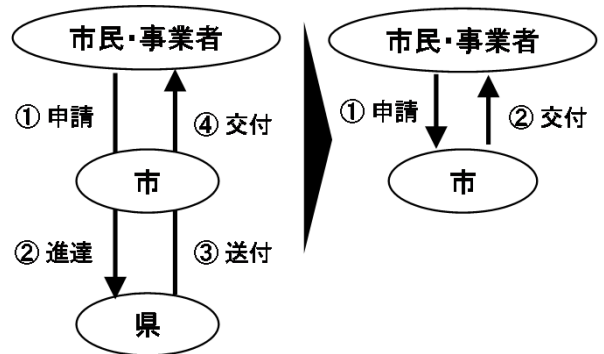 市民・事業者
① 申請
④ 交付
市
② 進達
③ 送付
県
市民・事業者
① 申請
② 交付
市